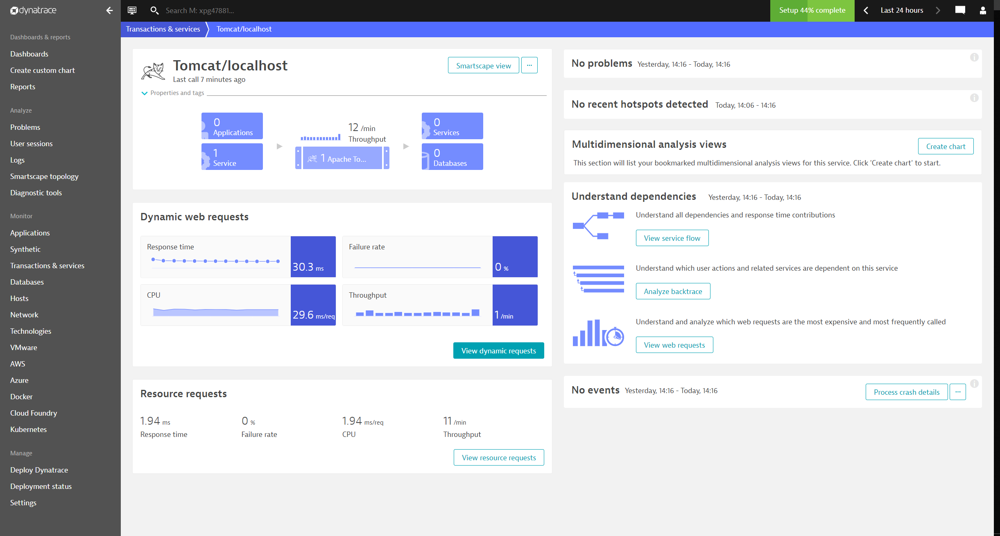 dynatrace
Search M: xpg47881...
Setup 44% complete
Last 24 hours
Transactions & services
Tomcat/localhost
Dashboards & reports
Dashboards
Create custom chart
Reports
Analyze
Problems
User sessions
Logs
Smartscape topology
Diagnostic tools
Monitor
Applications
Synthetic
Transactions & services
Databases
Hosts
Network
Technologies
VMware
AWS
Azure
Docker
Cloud Foundry
Kubernetes
Manage
Deploy Dynatrace
Deployment status
Settings
Tomcat/localhost
Last call 7 minutes ago
Smartscape view
...
Properties and tags
0
Applications
1
Service
12 /min
Throughput
1 Apache To...
0
Services
0
Databases
Dynamic web requests
Response time
30.3 ms
Failure rate
0 %
CPU
29.6 ms/req
Throughput
1 /min
View dynamic requests
Resource requests
1.94 ms
Response time
0 %
Failure rate
1.94 ms/req
CPU
11 /min
Throughput
View resource requests
No problems Yesterday, 14:16 - Today, 14:16
No recent hotspots detected Today, 14:06 - 14:16
Multidimensional analysis views
Create chart
This section will list your bookmarked multidimensional analysis views for this service. Click 'Create chart' to start.
Understand dependencies Yesterday, 14:16 - Today, 14:16
Understand all dependencies and response time contributions
View service flow
Understand which user actions and related services are dependent on this service
Analyze backtrace
Understand and analyze which web requests are the most expensive and most frequently called
View web requests
No events Yesterday, 14:16 - Today, 14:16
Process crash details
...